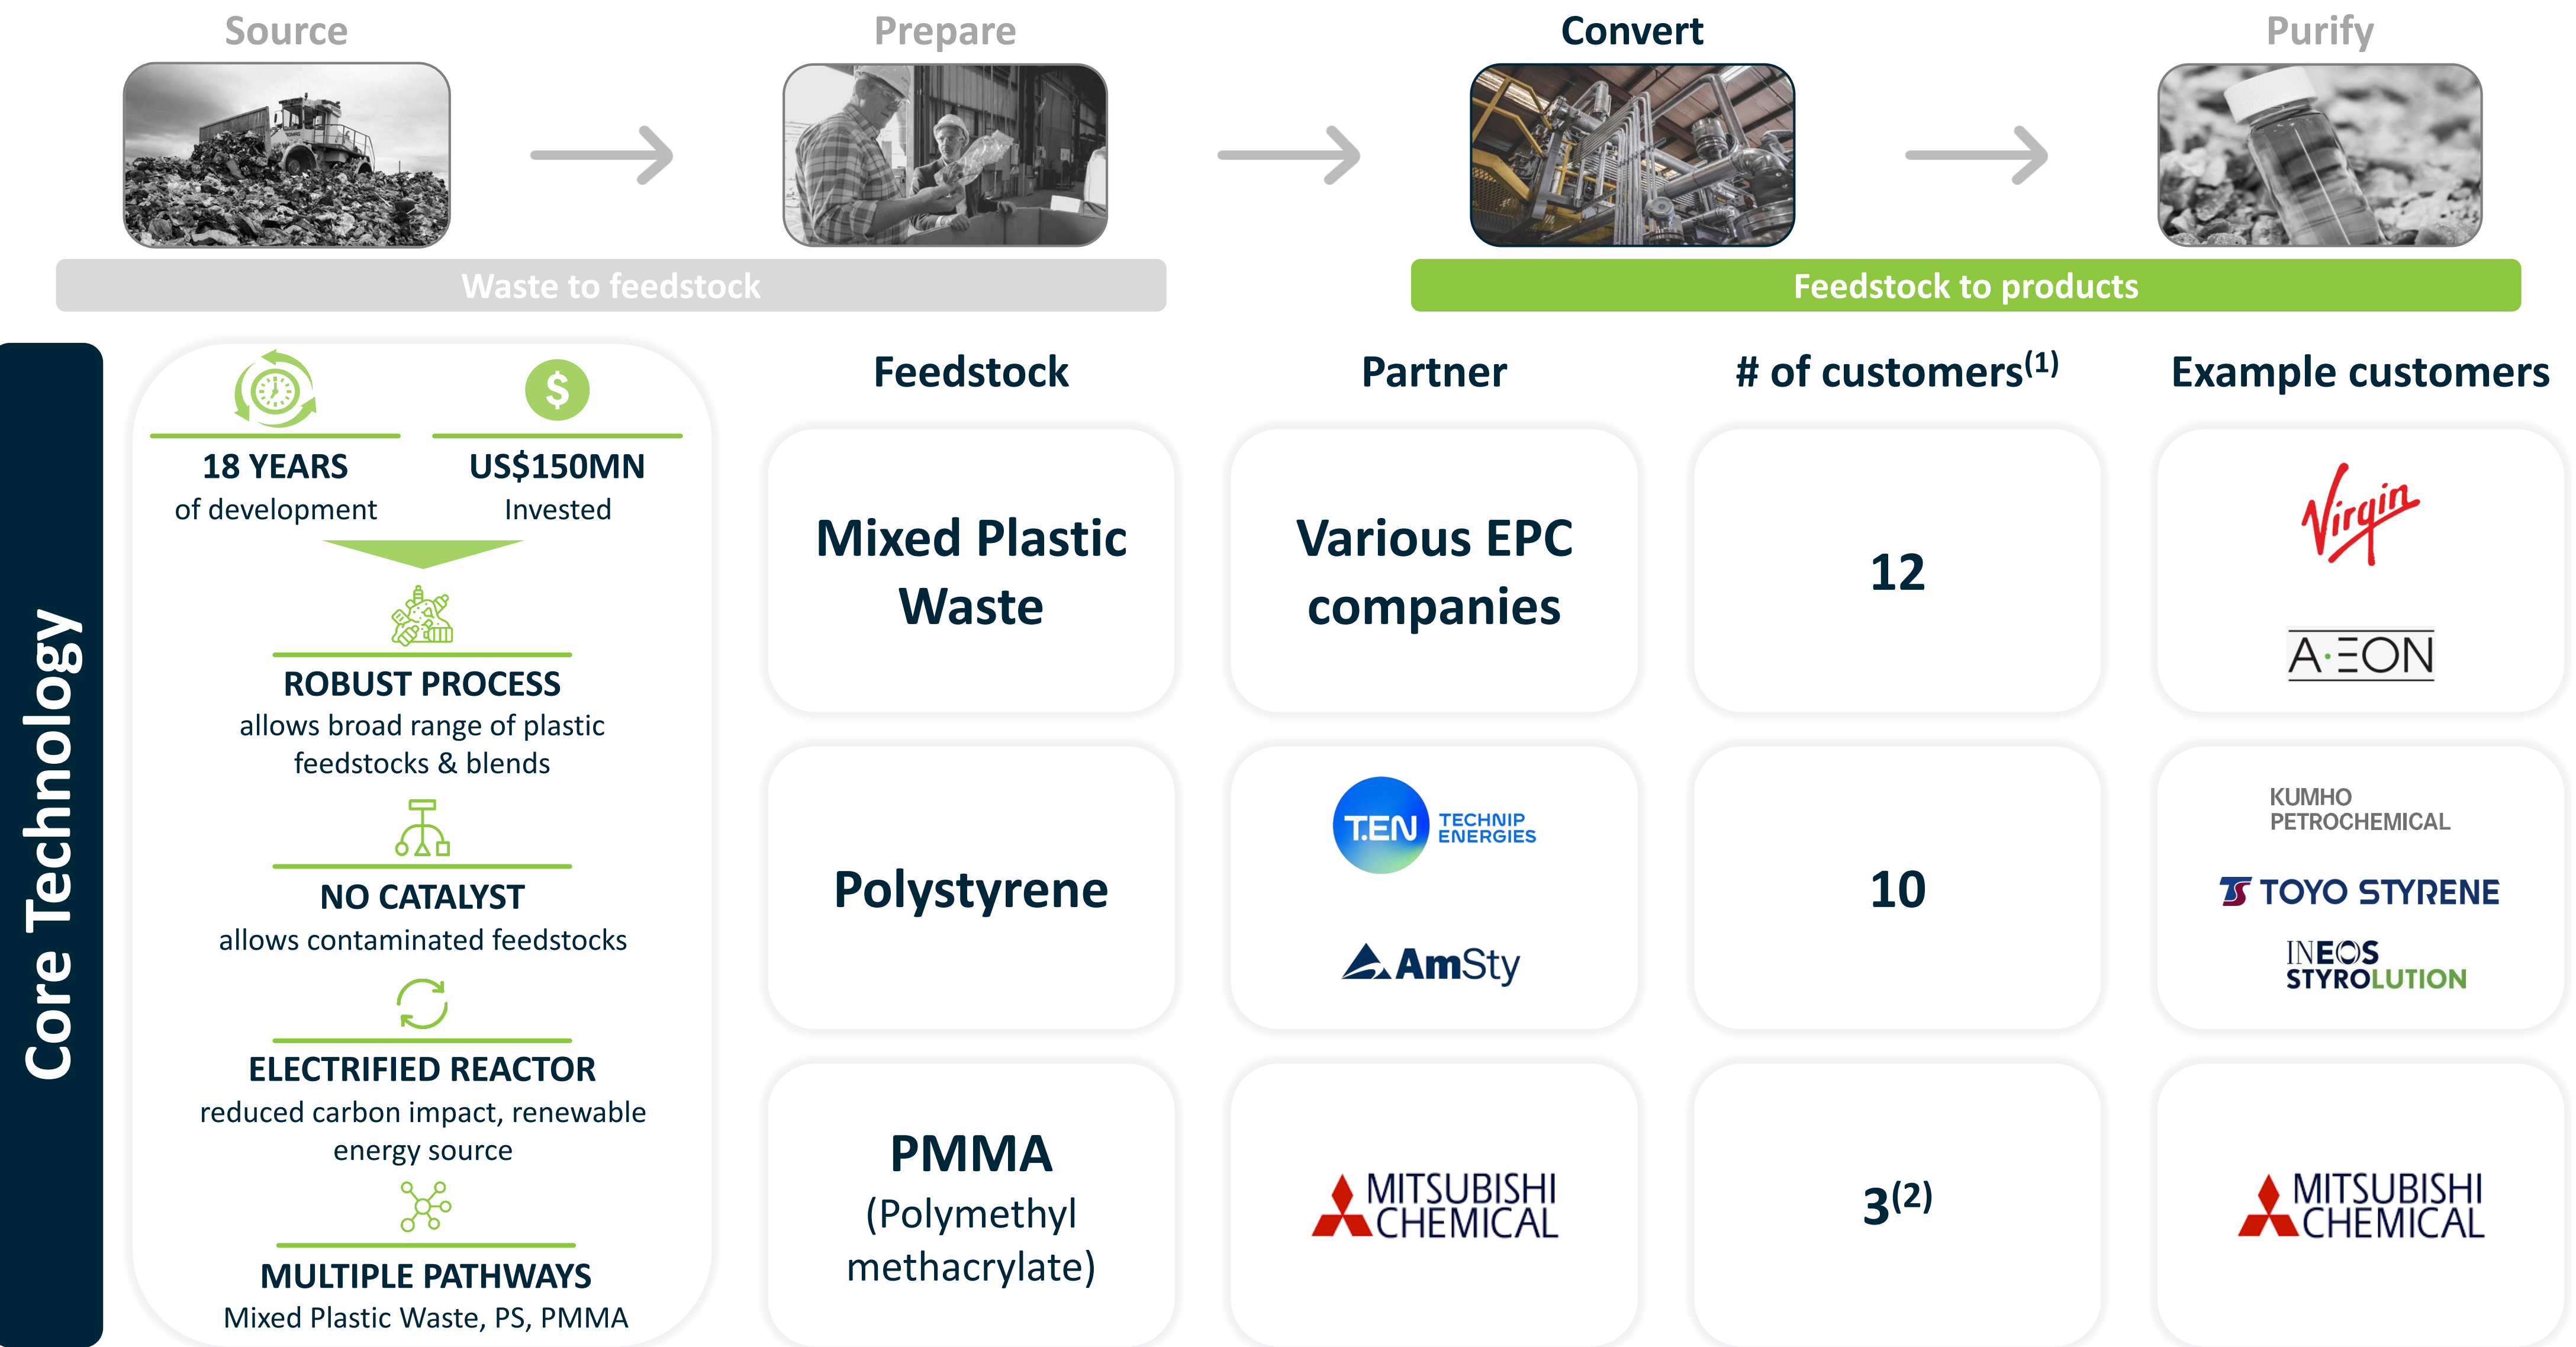 Source
Prepare
Convert
Purify
Waste to feedstock
Feedstock to products
Core Technology
18 YEARS
of development
US$150MN
Invested
ROBUST PROCESS
allows broad range of plastic
feedstocks & blends
NO CATALYST
allows contaminated feedstocks
ELECTRIFIED REACTOR
reduced carbon impact, renewable
energy source
MULTIPLE PATHWAYS
Mixed Plastic Waste, PS, PMMA
Feedstock
Partner
# of customers(1)
Example customers
Mixed Plastic
Waste
Various EPC
companies
12
Virgin
A·EON
Polystyrene
T.EN
TECHNIP
ENERGIES
AmSty
10
KUMHO
PETROCHEMICAL
TS TOYO STYRENE
INEOS
STYROLUTION
PMMA
(Polymethyl
methacrylate)
MITSUBISHI
CHEMICAL
3(2)
MITSUBISHI
CHEMICAL